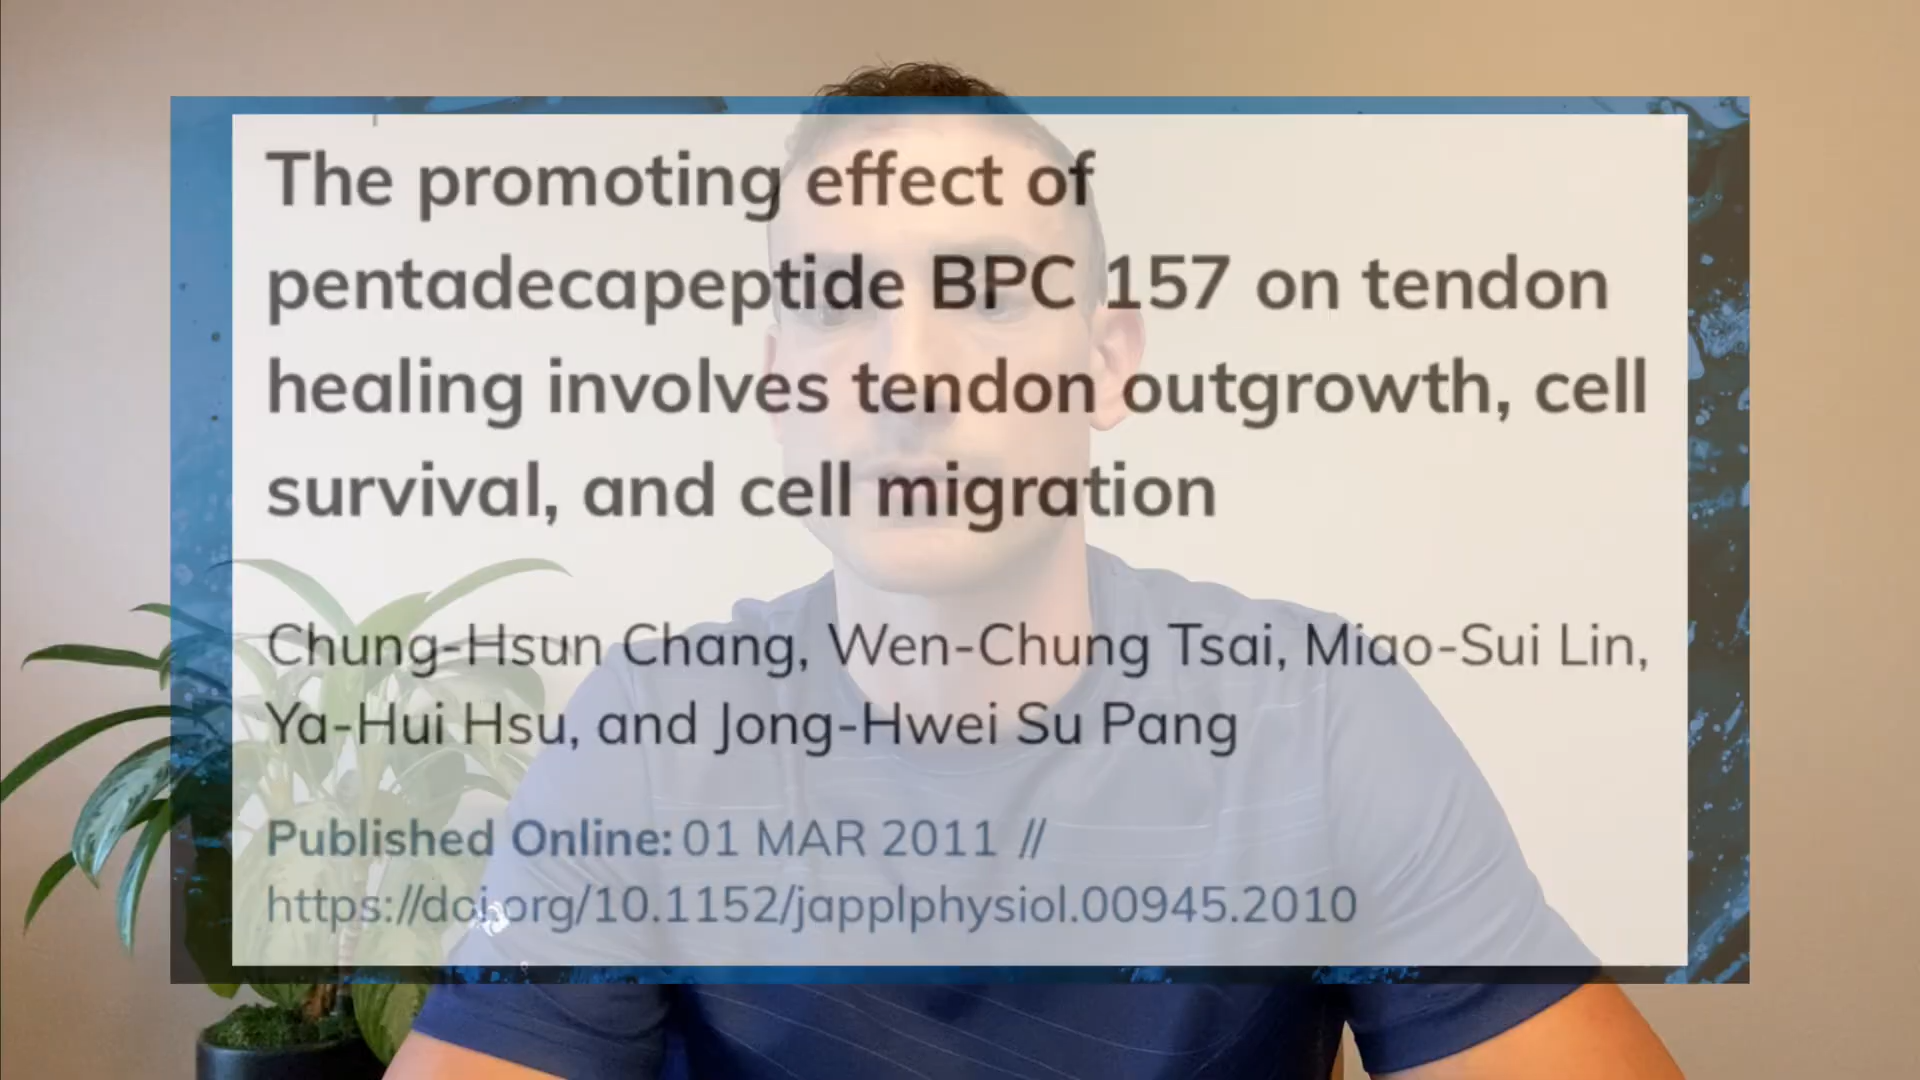 The promoting effect of
pentadecapeptide BPC 157 on tendon
healing involves tendon outgrowth, cell
survival, and cell migration
Chung-Hsun Chang, Wen-Chung Tsai, Miao-Sui Lin,
Ya-Hui Hsu, and Jong-Hwei Su Pang
Published Online: 01 MAR 2011 //
https://doi.org/10.1152/japplphysiol.00945.2010